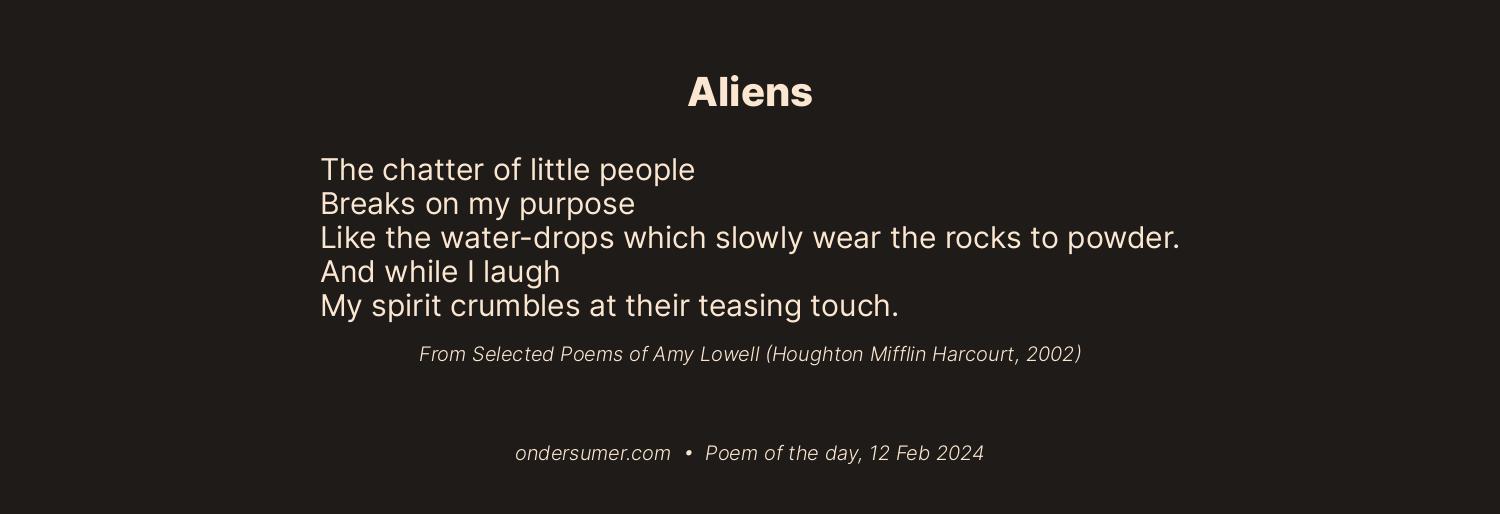 Aliens
The chatter of little people
Breaks on my purpose
Like the water-drops which slowly wear the rocks to powder.
And while I laugh
My spirit crumbles at their teasing touch.
From Selected Poems of Amy Lowell (Houghton Mifflin Harcourt, 2002)
ondersumer.com • Poem of the day, 12 Feb 2024